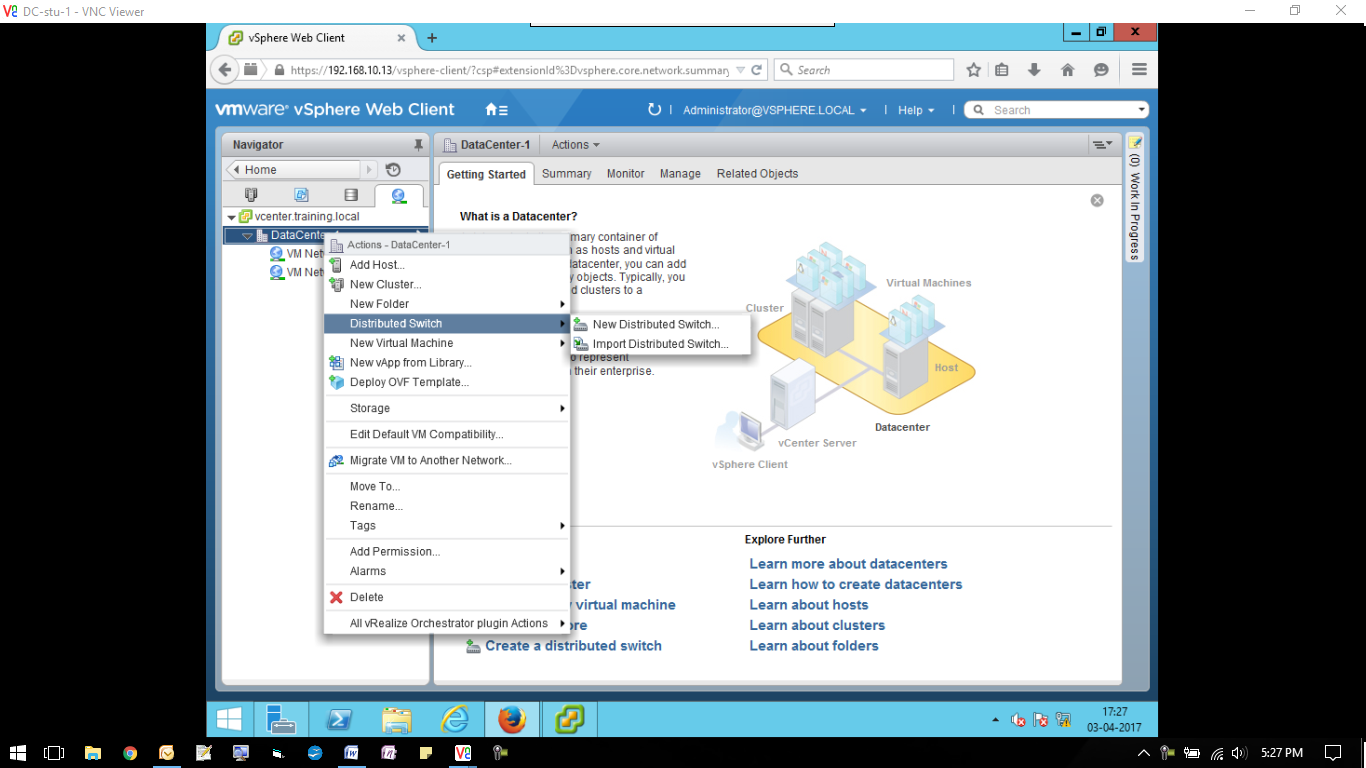 DC-stu-1 - VNC Viewer
vSphere Web Client
https://192.168.10.13/vsphere-client/?csp#extensionId%3Dvsphere.core.network.summary
Search
vmware® vSphere Web Client
Administrator@VSPHERE.LOCAL
Help
Search
Navigator
Home
vcenter.training.local
DataCenter-1
VM Net
VM Net
DataCenter-1
Actions
Getting Started
Summary
Monitor
Manage
Related Objects
What is a Datacenter?
mary container of
as hosts and virtual
datacenter, you can add
objects. Typically, you
d clusters to a
to represent
their enterprise.
Actions - DataCenter-1
Add Host...
New Cluster...
New Folder
Distributed Switch
New Virtual Machine
New vApp from Library...
Deploy OVF Template...
Storage
Edit Default VM Compatibility...
Migrate VM to Another Network...
Move To...
Rename...
Tags
Add Permission...
Alarms
Delete
All vRealize Orchestrator plugin Actions
New Distributed Switch...
Import Distributed Switch...
Cluster
Virtual Machines
Host
Datacenter
vCenter Server
vSphere Client
ster
virtual machine
ore
Create a distributed switch
Explore Further
Learn more about datacenters
Learn how to create datacenters
Learn about hosts
Learn about clusters
Learn about folders
(0) Work In Progress
17:27
03-04-2017
5:27 PM